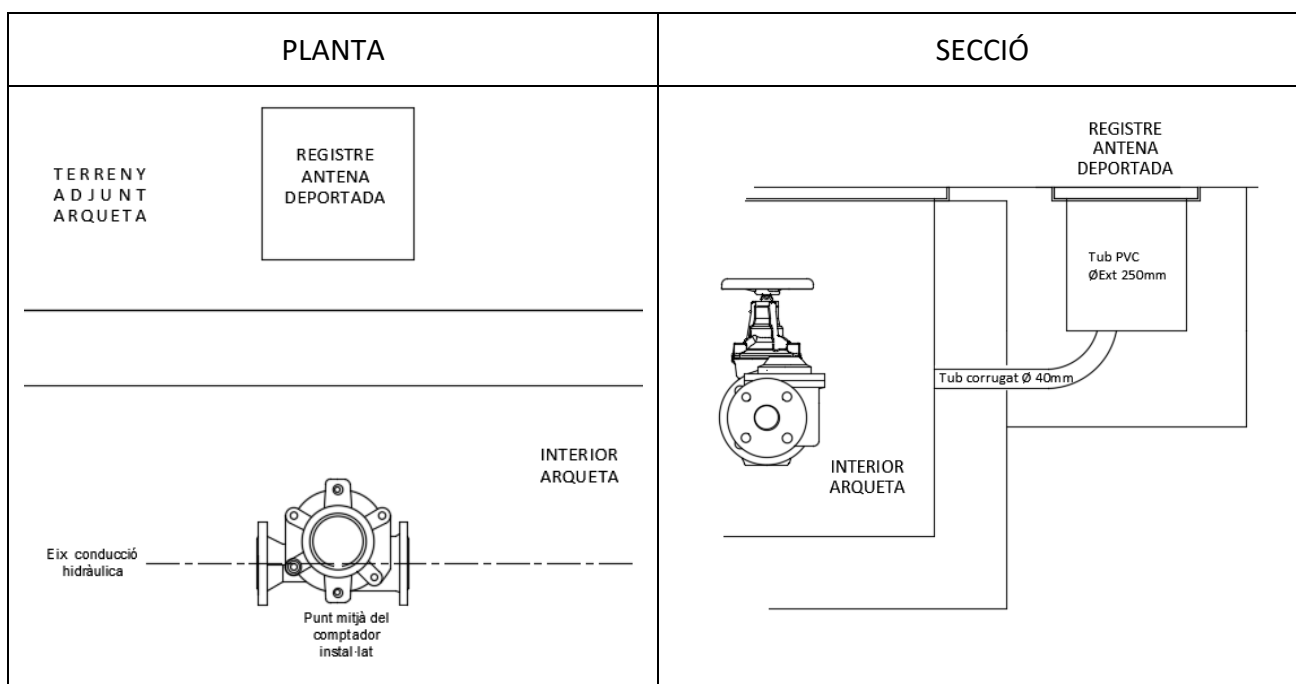 PLANTA
SECCIÓ
TERRENY
ADJUNT
ARQUETA
REGISTRE
ANTENA
DEPORTADA
INTERIOR
ARQUETA
Eix conducció
hidràulica
Punt mitjà del
comptador
instal·lat
REGISTRE
ANTENA
DEPORTADA
Tub PVC
ØExt 250mm
Tub corrugat Ø 40mm
INTERIOR
ARQUETA